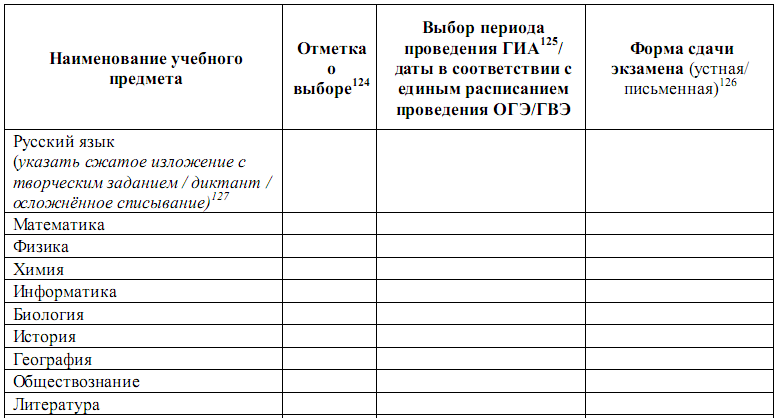 Наименование учебного
предмета
Отметка
о
выборе124
Выбор периода
проведения ГИА125/
даты в соответствии с
единым расписанием
проведения ОГЭ/ГВЭ
Форма сдачи
экзамена (устная/
письменная)126
Русский язык
(указать сжатое изложение с
творческим заданием / диктант /
осложнённое списывание)127
Математика
Физика
Химия
Информатика
Биология
История
География
Обществознание
Литература